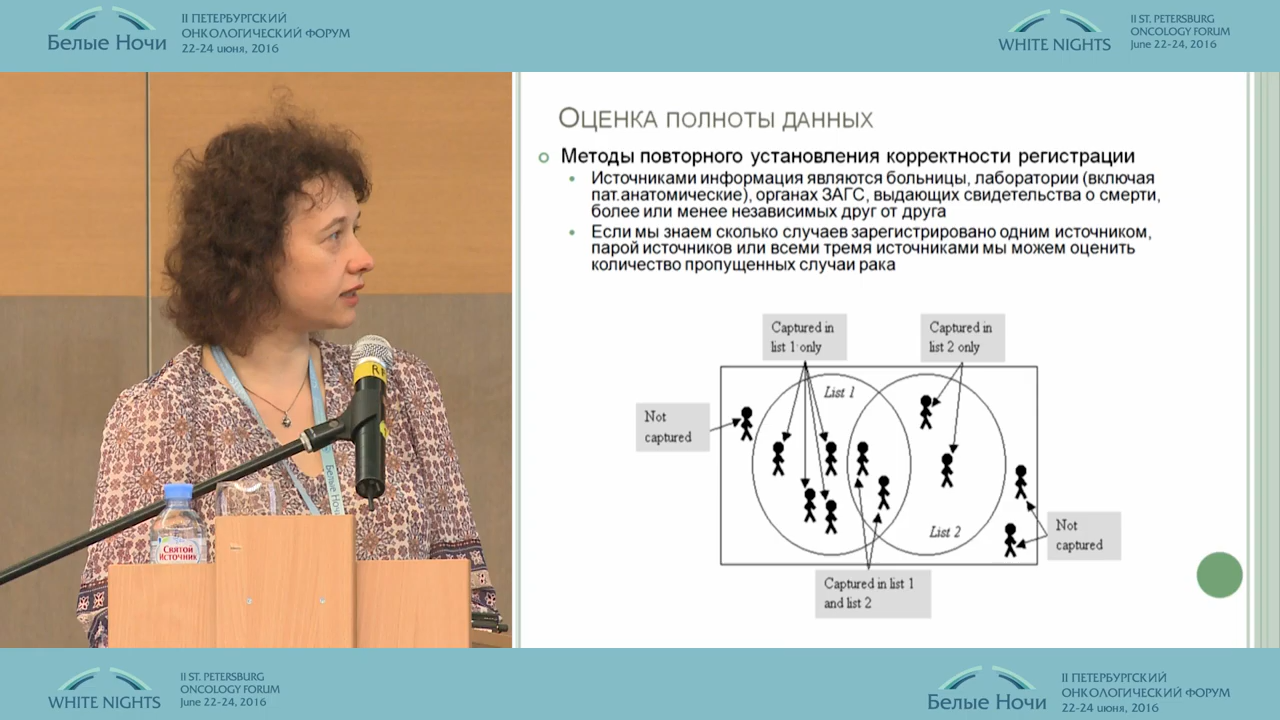 Белые Ночи
II ПЕТЕРБУРГСКИЙ
ОНКОЛОГИЧЕСКИЙ ФОРУМ
22-24 июня, 2016
WHITE NIGHTS
II ST. PETERSBURG
ONCOLOGY FORUM
June 22-24, 2016
Оценка полноты данных
Методы повторного установления корректности регистрации
Источниками информация являются больницы, лаборатории (включая
пат.анатомические), органах ЗАГС, выдающих свидетельства о смерти,
более или менее независимых друг от друга
Если мы знаем сколько случаев зарегистрировано одним источником,
парой источников или всеми тремя источниками мы можем оценить
количество пропущенных случаи рака
Captured in
list 1 only
Captured in
list 2 only
List 1
Not
captured
List 2
Not
captured
Captured in list 1
and list 2
Белые Ночи
Святой
Источник
WHITE NIGHTS
II ST. PETERSBURG
ONCOLOGY FORUM
June 22-24, 2016
Белые Ночи
II ПЕТЕРБУРГСКИЙ
ОНКОЛОГИЧЕСКИЙ ФОРУМ
22-24 июня, 2016